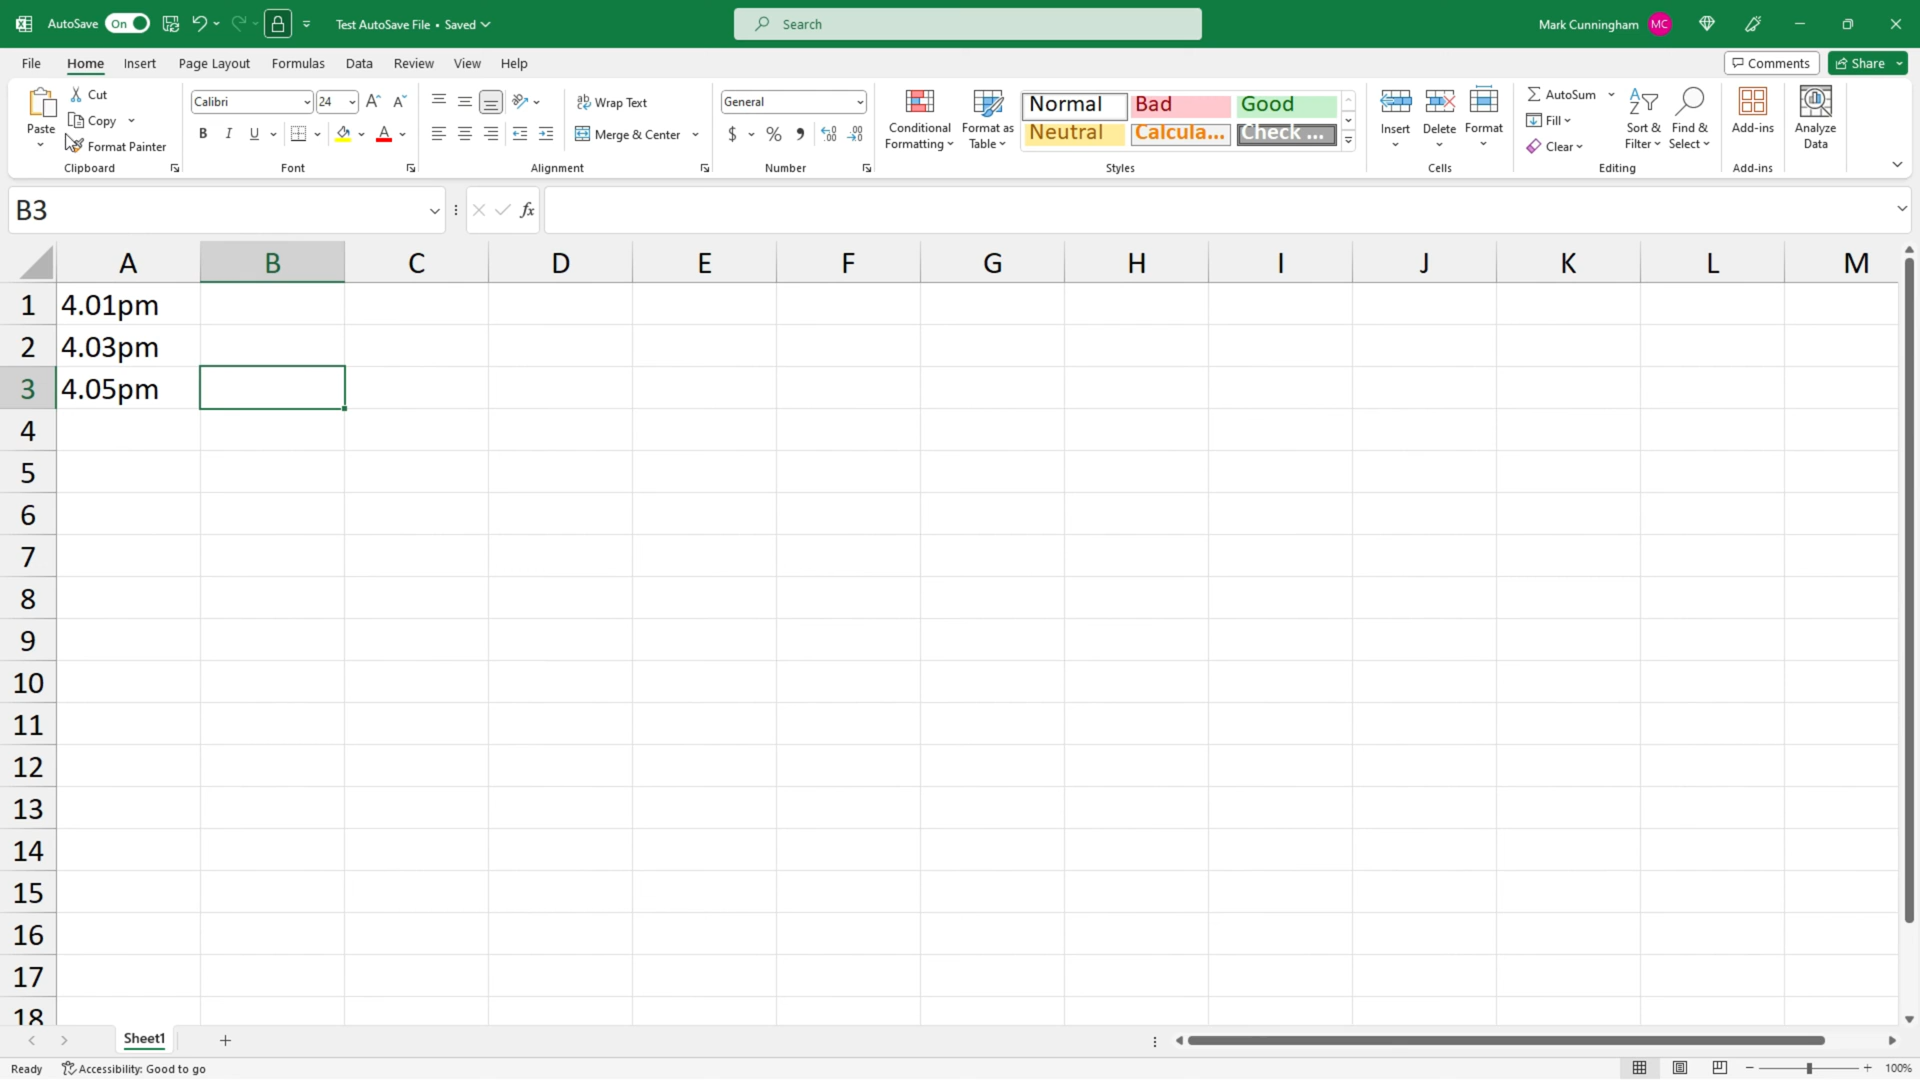 AutoSave On Test AutoSave File • Saved Search Mark Cunningham MC
File Home Insert Page Layout Formulas Data Review View Help Comments Share
Paste Cut Copy Format Painter
Clipboard
Calibri 24
B I U A
Font
Wrap Text
Merge & Center
Alignment
General
$ % ,
Number
Conditional Formatting
Format as Table
Normal Bad Good
Neutral Calcula... Check ...
Styles
Insert Delete Format
Cells
AutoSum
Fill
Clear
Sort & Filter
Find & Select
Editing
Add-ins
Add-ins
Analyze Data
B3 fx
A B C D E F G H I J K L M
1 4.01pm
2 4.03pm
3 4.05pm
4
5
6
7
8
9
10
11
12
13
14
15
16
17
18
Sheet1
Ready Accessibility: Good to go 100%